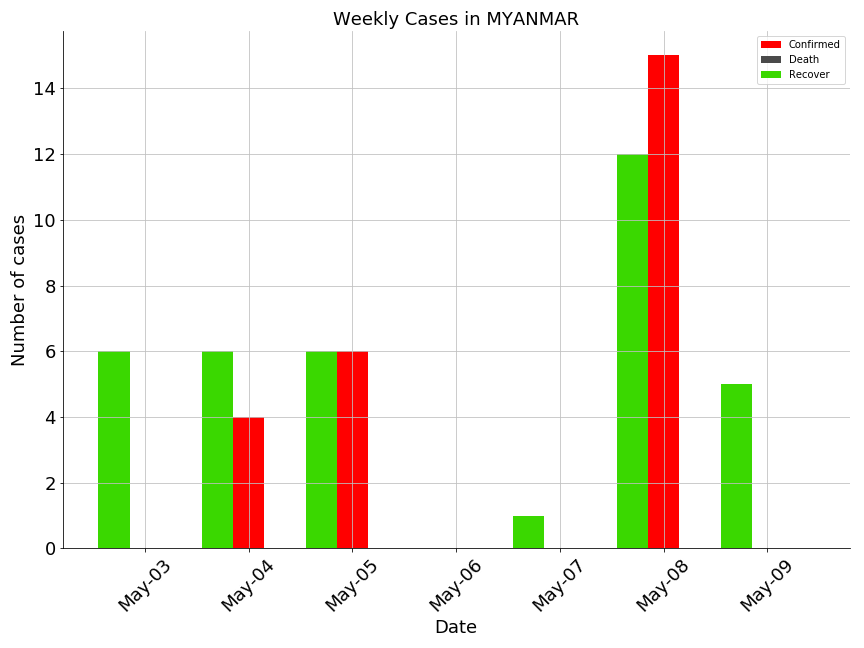 Weekly Cases in MYANMAR
Confirmed
Death
Recover
Number of cases
14
12
10
8
6
4
2
0
May-03
May-04
May-05
May-06
May-07
May-08
May-09
Date